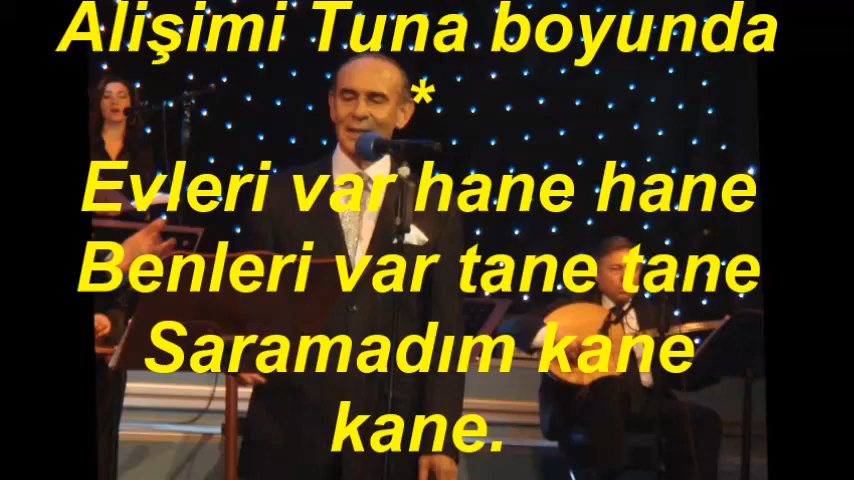 Alişimi Tuna boyunda
*
Evleri var hane hane
Benleri var tane tane
Saramadım kane
kane.